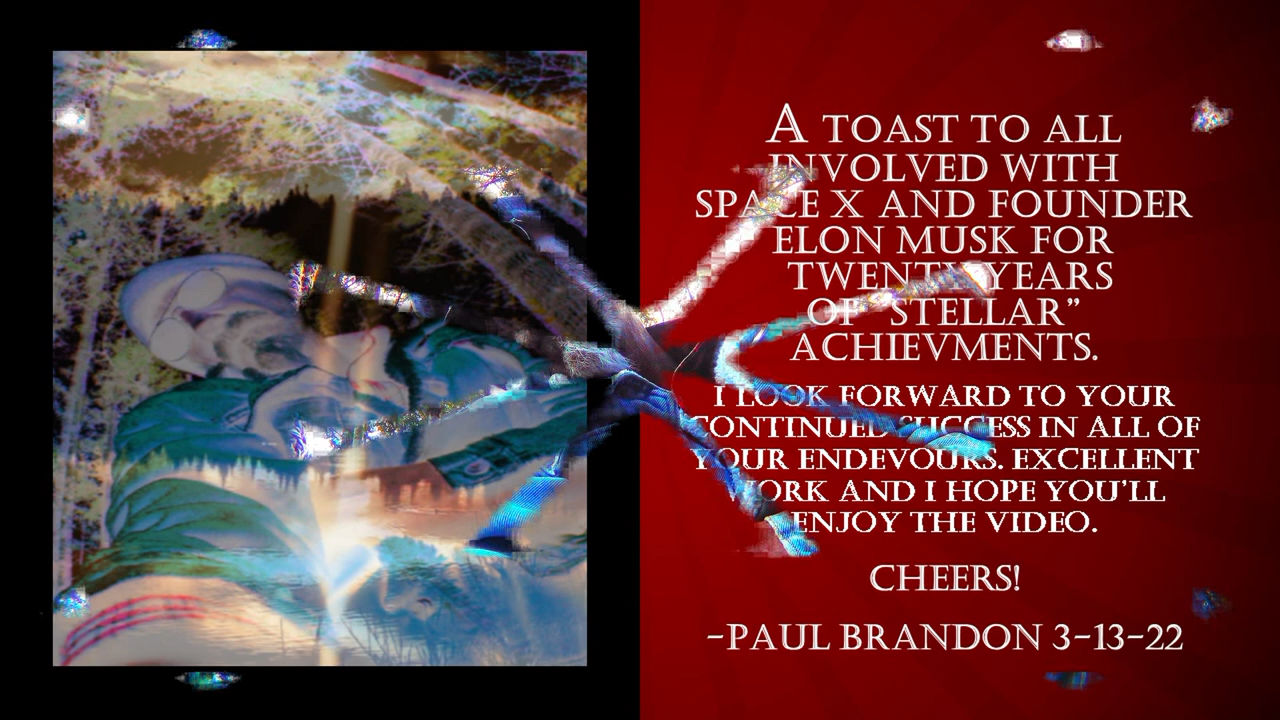 A TOAST TO ALL
INVOLVED WITH
SPACE X AND FOUNDER
ELON MUSK FOR
TWENTY YEARS
OF "STELLAR"
ACHIEVMENTS.
I LOOK FORWARD TO YOUR
CONTINUED SUCCESS IN ALL OF
YOUR ENDEVOURS. EXCELLENT
WORK AND I HOPE YOU'LL
ENJOY THE VIDEO.
CHEERS!
-PAUL BRANDON 3-13-22